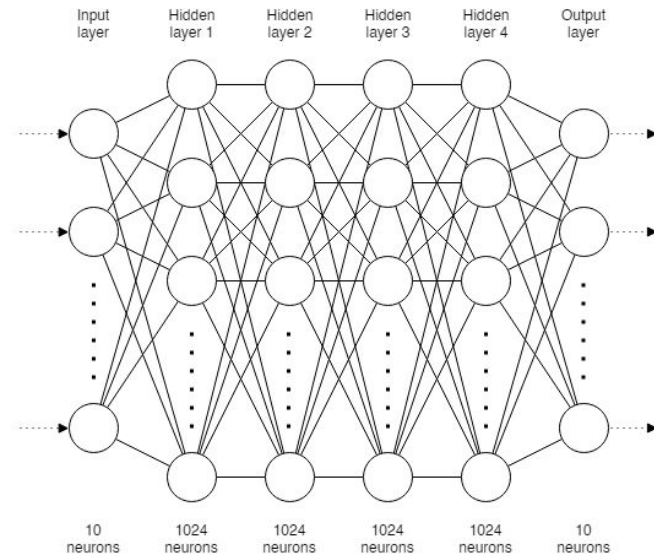 Input
layer
Hidden
layer 1
Hidden
layer 2
Hidden
layer 3
Hidden
layer 4
Output
layer
10
neurons
1024
neurons
1024
neurons
1024
neurons
1024
neurons
10
neurons